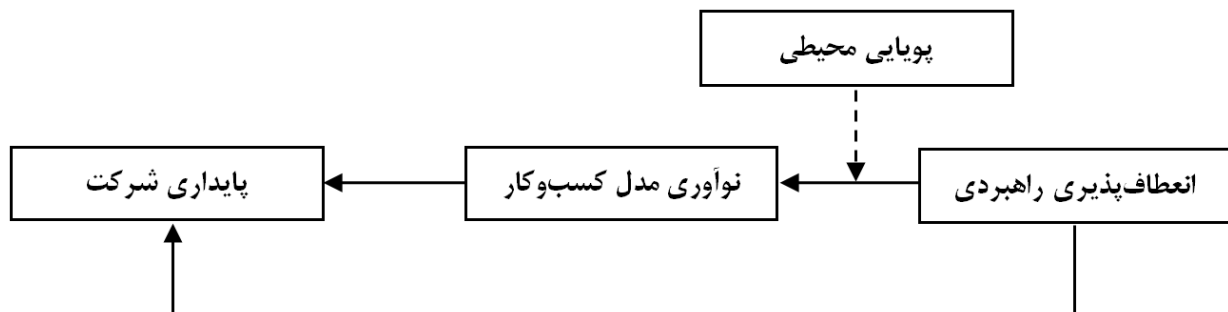 پویایی محیطی
انعطاف‌پذیری راهبردی
نوآوری مدل کسب‌وکار
پایداری شرکت